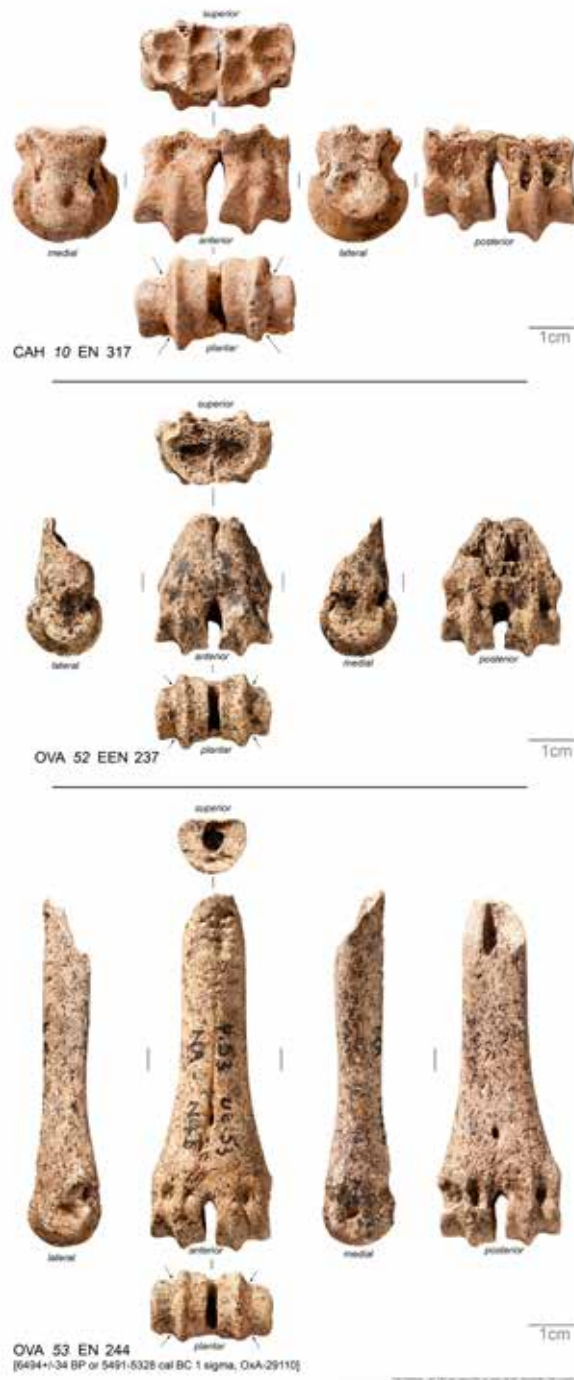 superior
medial
anterior
lateral
posterior
plantar
CAH 10 EN 317
1cm
superior
lateral
anterior
medial
posterior
plantar
OVA 52 EEN 237
1cm
superior
lateral
anterior
medial
posterior
plantar
OVA 53 EN 244
[6494+/-34 BP or 5491-5328 cal BC 1 sigma, OxA-29110]
1cm